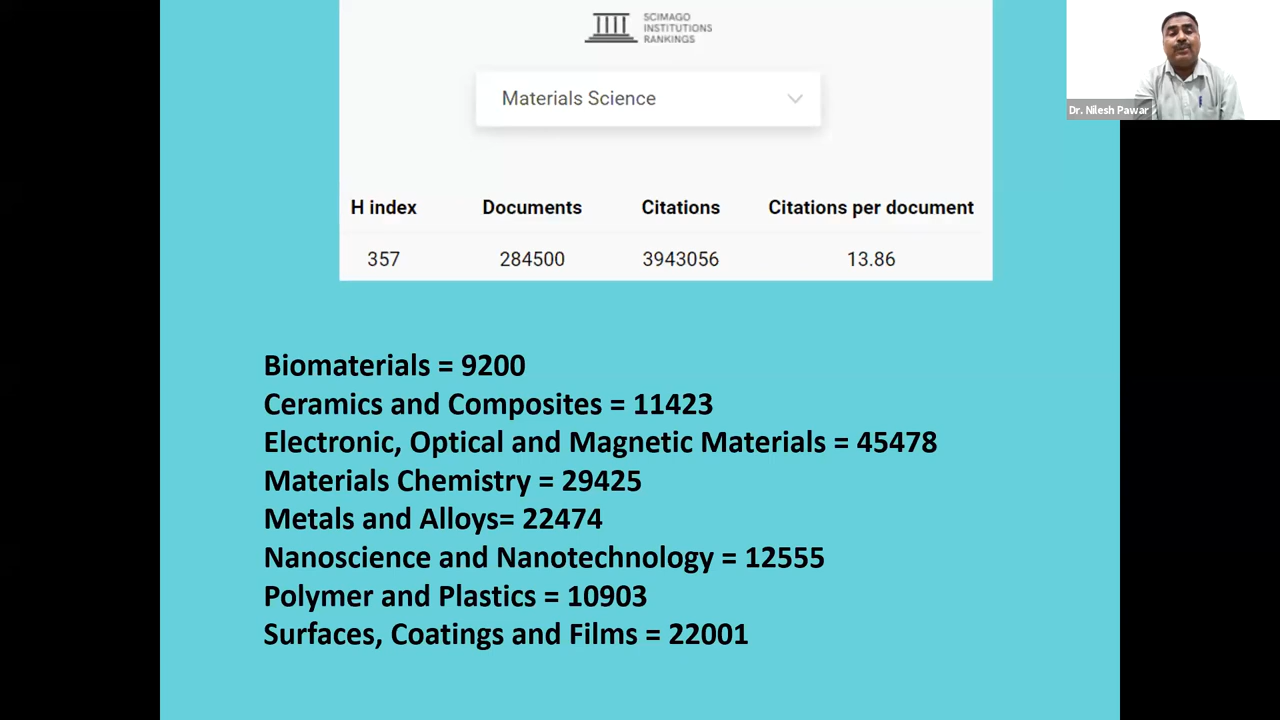 SCIMAGO
INSTITUTIONS
RANKINGS
Materials Science
Dr. Nilesh Pawar
H index Documents Citations Citations per document
357 284500 3943056 13.86
Biomaterials = 9200
Ceramics and Composites = 11423
Electronic, Optical and Magnetic Materials = 45478
Materials Chemistry = 29425
Metals and Alloys= 22474
Nanoscience and Nanotechnology = 12555
Polymer and Plastics = 10903
Surfaces, Coatings and Films = 22001